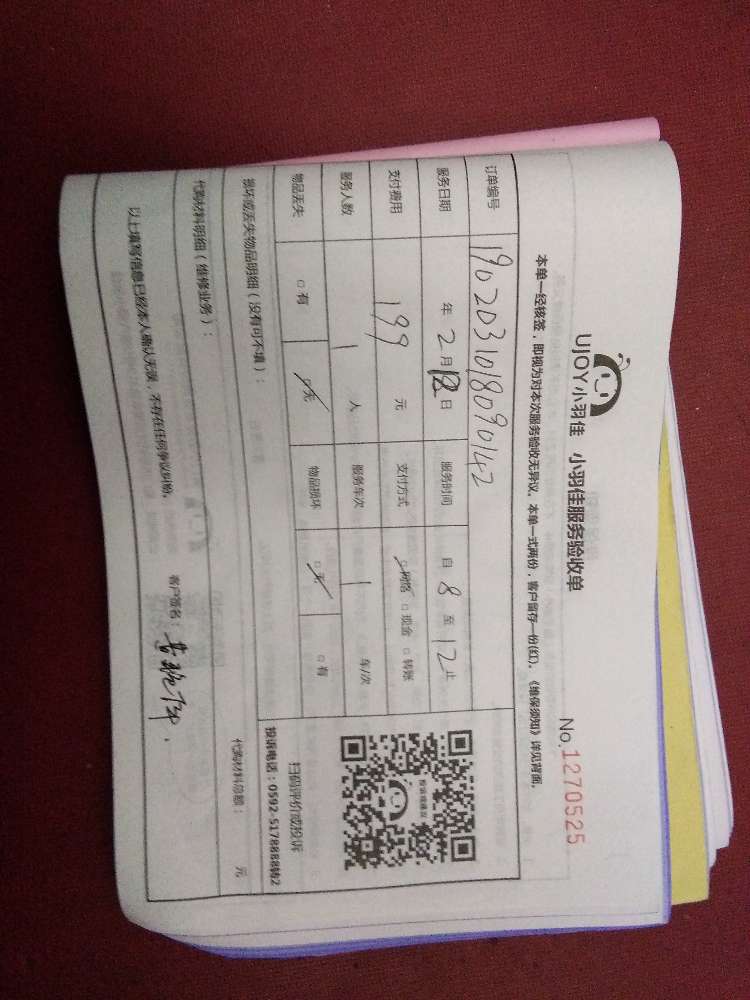 UJOY小羽佳 小羽佳服务验收单
No.1270525
本单一经核签，即视为对本次服务验收无异议。本单一式两份，客户留存一份(红)。《维保须知》详见背面。
订单编号 1902031018090142
服务日期 年 2月12日 服务时间 自 8 至 12 止
支付费用 199 元 支付方式 □网络 □现金 □转账
服务人数 1 人 服务车次 1 车/次
物品丢失 □有 □无 物品损坏 □无 □有
扫码评价或投诉
投诉电话：0592-5178888转2
损坏或丢失物品明细（没有可不填）：
代购材料明细（维修业务）： 代购材料总额： 元
以上填写信息已经本人确认无误，不存在任何争议纠纷。
客户签名：